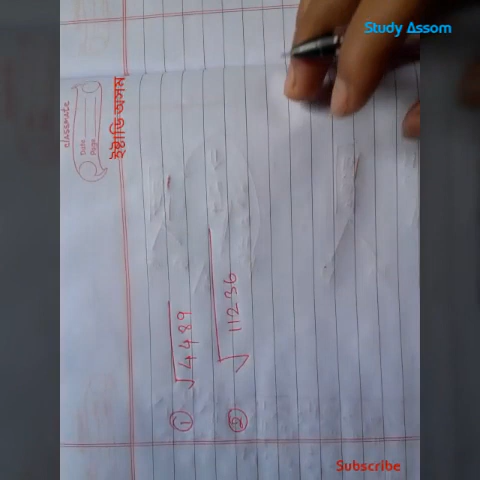 Study Assom
classmate
Date
Page
ষ্টাডি অসম
① √4489
② √11236
Subscribe